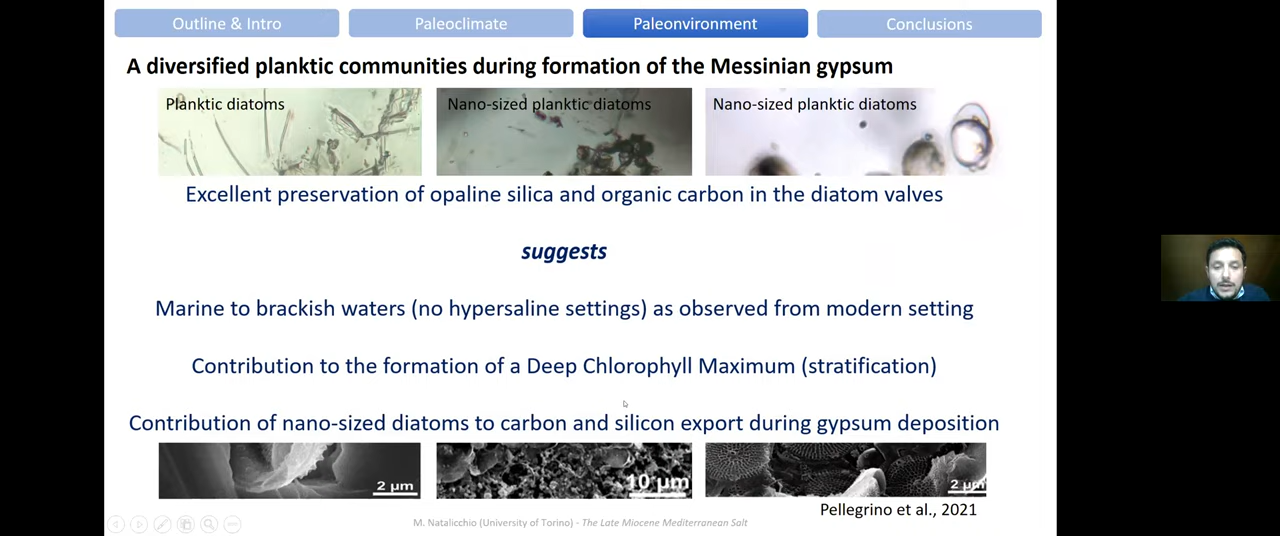 Outline & Intro
Paleoclimate
Paleonvironment
Conclusions
A diversified planktic communities during formation of the Messinian gypsum
Planktic diatoms
Nano-sized planktic diatoms
Nano-sized planktic diatoms
Excellent preservation of opaline silica and organic carbon in the diatom valves
suggests
Marine to brackish waters (no hypersaline settings) as observed from modern setting
Contribution to the formation of a Deep Chlorophyll Maximum (stratification)
Contribution of nano-sized diatoms to carbon and silicon export during gypsum deposition
2 µm
10 µm
2 µm
Pellegrino et al., 2021
M. Natalicchio (University of Torino) - The Late Miocene Mediterranean Salt